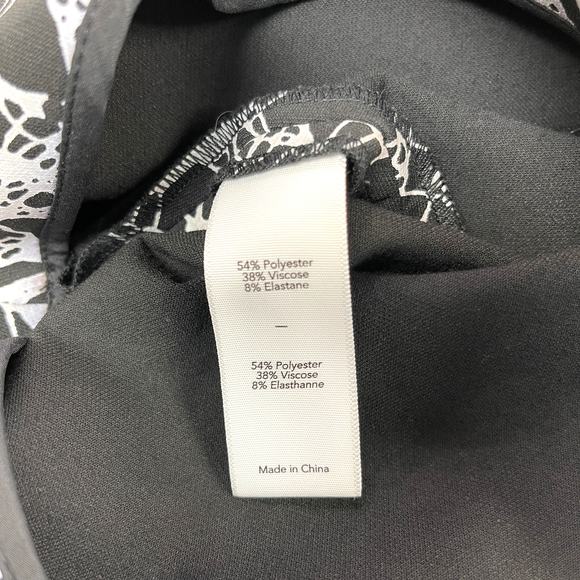 54% Polyester
38% Viscose
8% Elastane
—
54% Polyester
38% Viscose
8% Elasthanne
Made in China